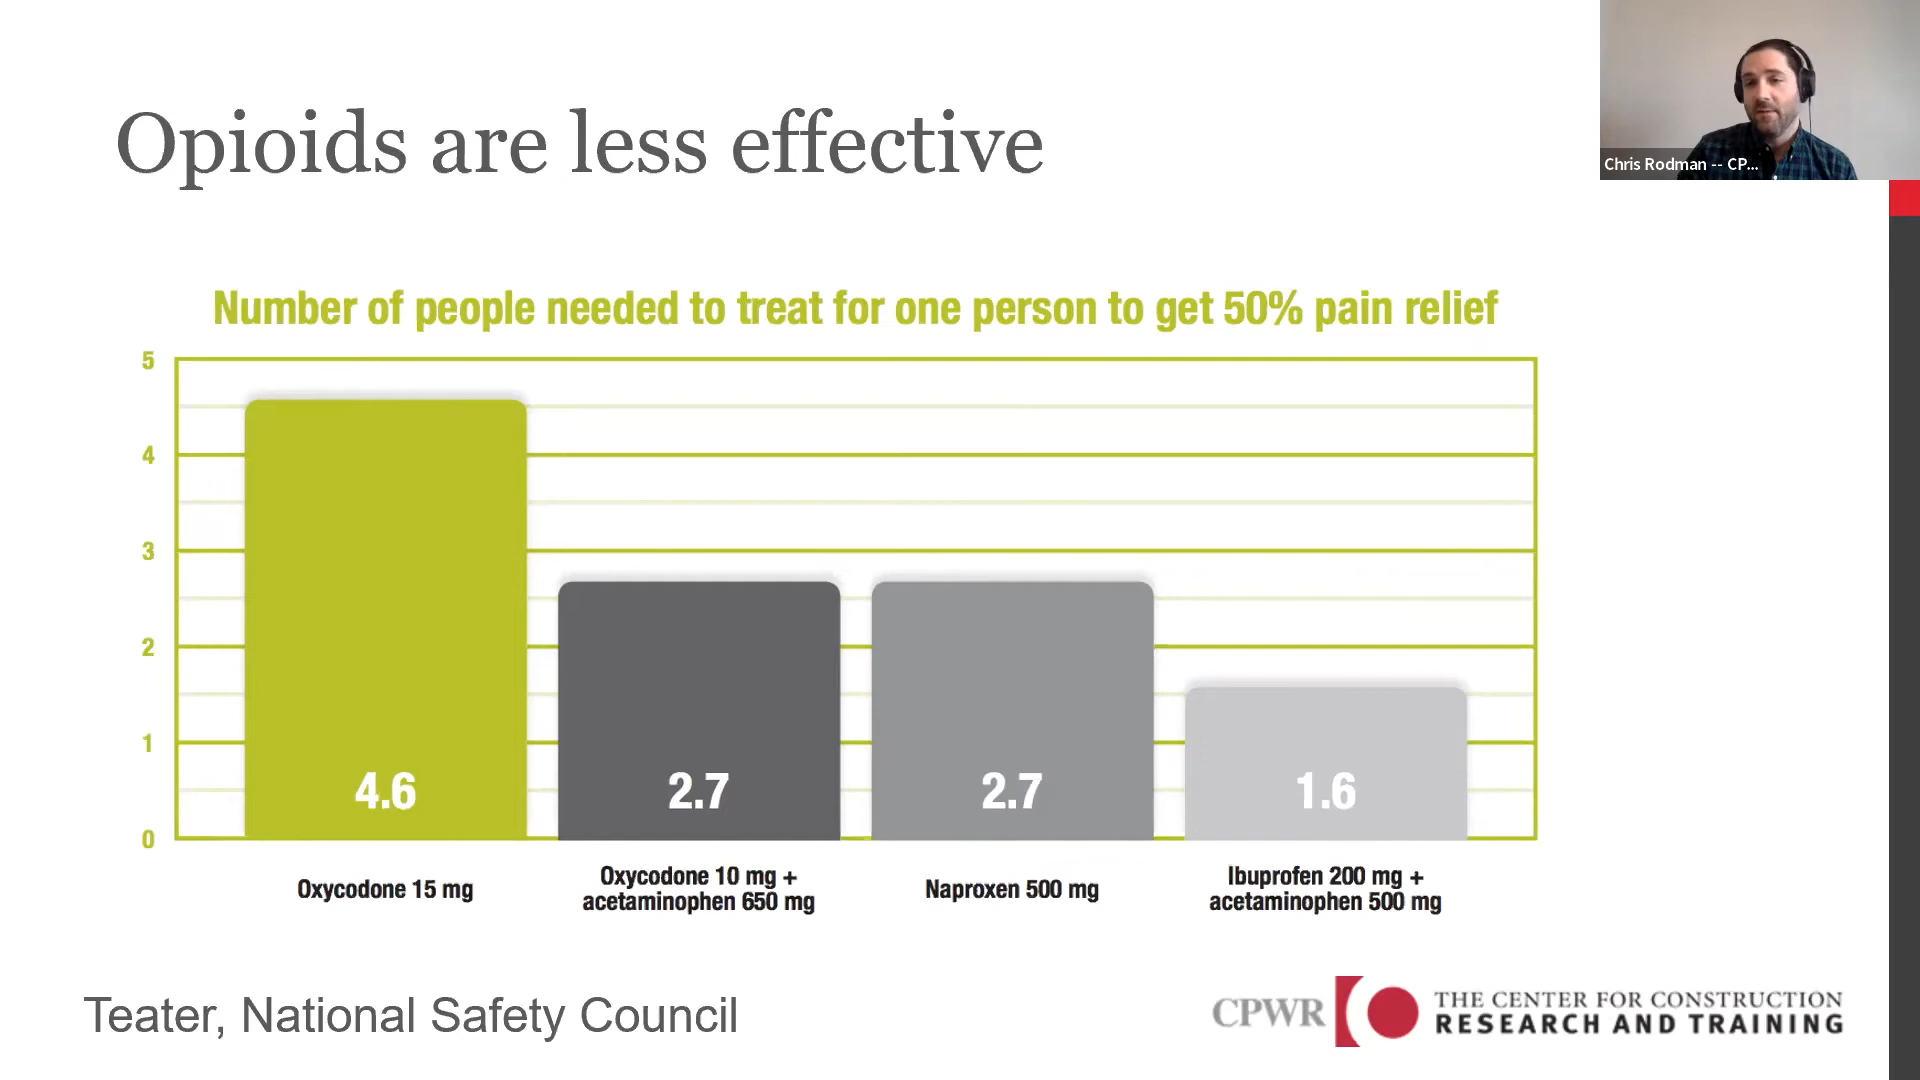 Opioids are less effective
Chris Rodman -- CP...
Number of people needed to treat for one person to get 50% pain relief
5
4
3
2
1
0
4.6
2.7
2.7
1.6
Oxycodone 15 mg
Oxycodone 10 mg +
acetaminophen 650 mg
Naproxen 500 mg
Ibuprofen 200 mg +
acetaminophen 500 mg
Teater, National Safety Council
CPWR
THE CENTER FOR CONSTRUCTION
RESEARCH AND TRAINING